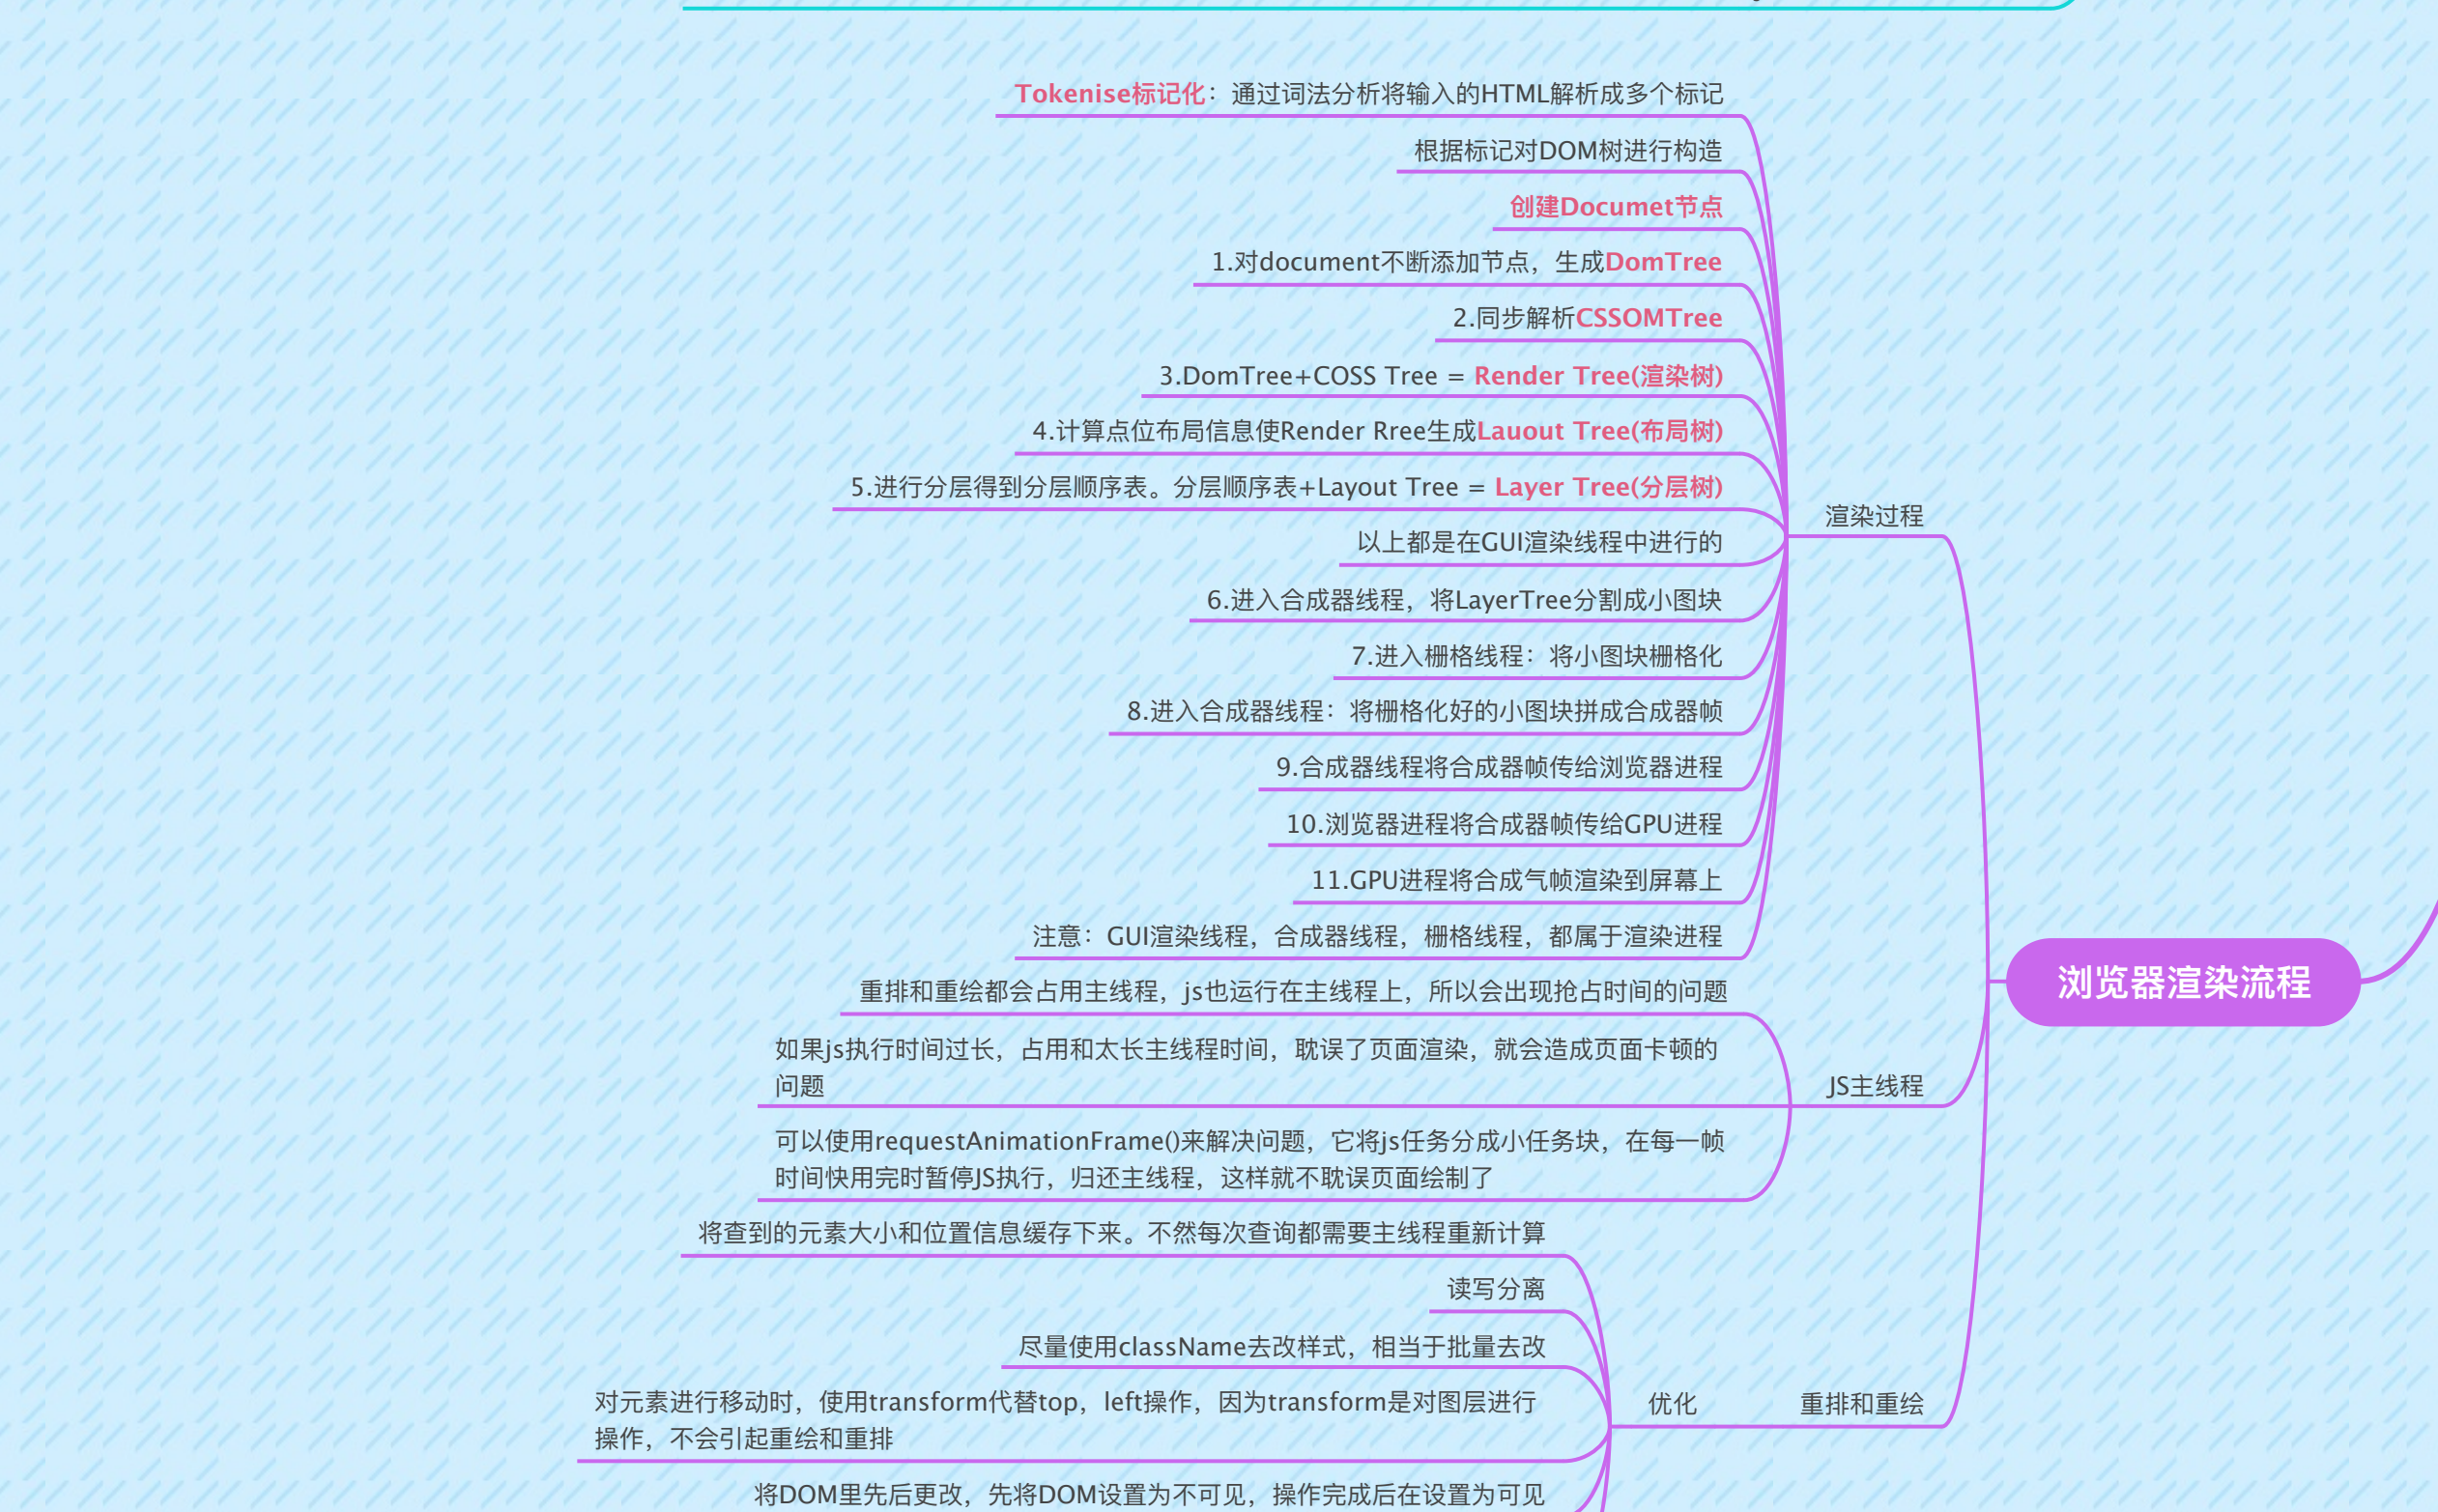 Tokenise标记化：通过词法分析将输入的HTML解析成多个标记
根据标记对DOM树进行构造
创建Documet节点
1.对document不断添加节点，生成DomTree
2.同步解析CSSOMTree
3.DomTree+COSS Tree = Render Tree(渲染树)
4.计算点位布局信息使Render Rree生成Lauout Tree(布局树)
5.进行分层得到分层顺序表。分层顺序表+Layout Tree = Layer Tree(分层树)
渲染过程
以上都是在GUI渲染线程中进行的
6.进入合成器线程，将LayerTree分割成小图块
7.进入栅格线程：将小图块栅格化
8.进入合成器线程：将栅格化好的小图块拼成合成器帧
9.合成器线程将合成器帧传给浏览器进程
10.浏览器进程将合成器帧传给GPU进程
11.GPU进程将合成气帧渲染到屏幕上
注意：GUI渲染线程，合成器线程，栅格线程，都属于渲染进程
浏览器渲染流程
重排和重绘都会占用主线程，js也运行在主线程上，所以会出现抢占时间的问题
如果js执行时间过长，占用和太长主线程时间，耽误了页面渲染，就会造成页面卡顿的
问题
JS主线程
可以使用requestAnimationFrame()来解决问题，它将js任务分成小任务块，在每一帧
时间快用完时暂停JS执行，归还主线程，这样就不耽误页面绘制了
将查到的元素大小和位置信息缓存下来。不然每次查询都需要主线程重新计算
读写分离
尽量使用className去改样式，相当于批量去改
对元素进行移动时，使用transform代替top，left操作，因为transform是对图层进行
操作，不会引起重绘和重排
优化
重排和重绘
将DOM里先后更改，先将DOM设置为不可见，操作完成后在设置为可见